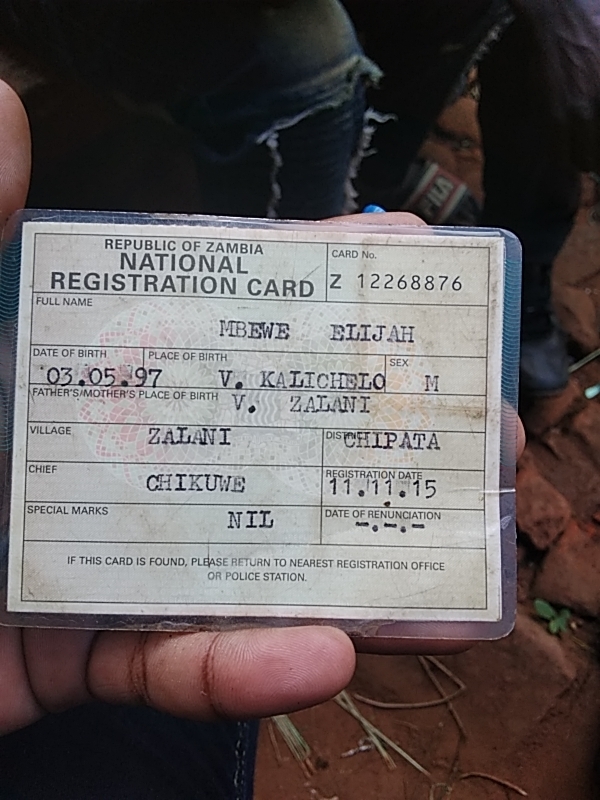 REPUBLIC OF ZAMBIA
NATIONAL
REGISTRATION CARD
CARD No.
Z 12268876
FULL NAME
MBEWE ELIJAH
DATE OF BIRTH
03.05.97
PLACE OF BIRTH
V. KALICHELO
SEX
M
FATHER'S/MOTHER'S PLACE OF BIRTH
V. ZALANI
VILLAGE
ZALANI
DISTRICT
CHIPATA
CHIEF
CHIKUWE
REGISTRATION DATE
11.11.15
SPECIAL MARKS
NIL
DATE OF RENUNCIATION
-.-.-
IF THIS CARD IS FOUND, PLEASE RETURN TO NEAREST REGISTRATION OFFICE
OR POLICE STATION.